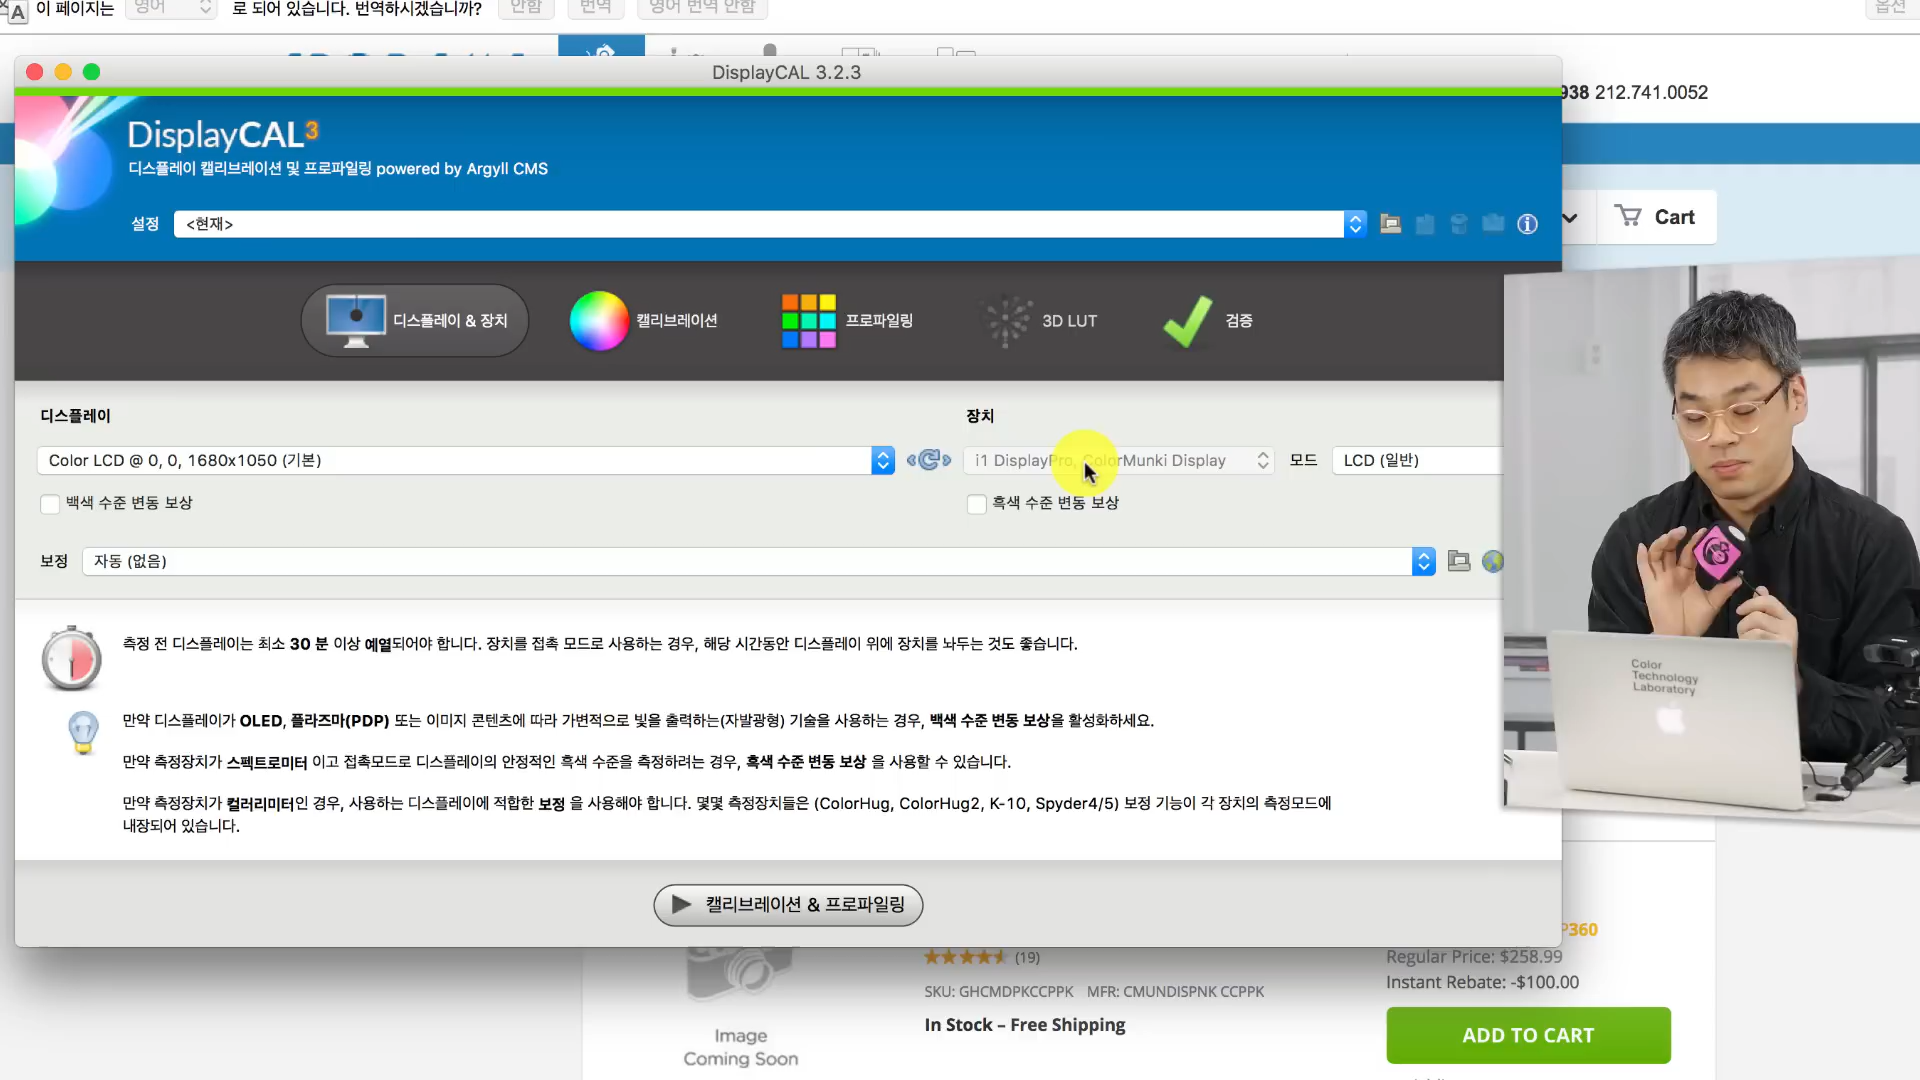 이 페이지는 영어 로 되어 있습니다. 번역하시겠습니까? 안함 번역 영어 번역 안함 옵션
DisplayCAL 3.2.3
938 212.741.0052
DisplayCAL3
디스플레이 캘리브레이션 및 프로파일링 powered by Argyll CMS
설정 <현재>
Cart
디스플레이 & 장치 캘리브레이션 프로파일링 3D LUT 검증
디스플레이 장치
Color LCD @ 0, 0, 1680x1050 (기본) i1 DisplayPro, ColorMunki Display 모드 LCD (일반)
백색 수준 변동 보상 흑색 수준 변동 보상
보정 자동 (없음)
측정 전 디스플레이는 최소 30 분 이상 예열되어야 합니다. 장치를 접촉 모드로 사용하는 경우, 해당 시간동안 디스플레이 위에 장치를 놔두는 것도 좋습니다.
만약 디스플레이가 OLED, 플라즈마(PDP) 또는 이미지 콘텐츠에 따라 가변적으로 빛을 출력하는(자발광형) 기술을 사용하는 경우, 백색 수준 변동 보상을 활성화하세요.
만약 측정장치가 스펙트로미터 이고 접촉모드로 디스플레이의 안정적인 흑색 수준을 측정하려는 경우, 흑색 수준 변동 보상 을 사용할 수 있습니다.
만약 측정장치가 컬러리미터인 경우, 사용하는 디스플레이에 적합한 보정 을 사용해야 합니다. 몇몇 측정장치들은 (ColorHug, ColorHug2, K-10, Spyder4/5) 보정 기능이 각 장치의 측정모드에
내장되어 있습니다.
Color
Technology
Laboratory
캘리브레이션 & 프로파일링
P360
(19)
Regular Price: $258.99
Instant Rebate: -$100.00
SKU: GHCMDPKCCPPK MFR: CMUNDISPNK CCPPK
In Stock – Free Shipping
ADD TO CART
Image
Coming Soon